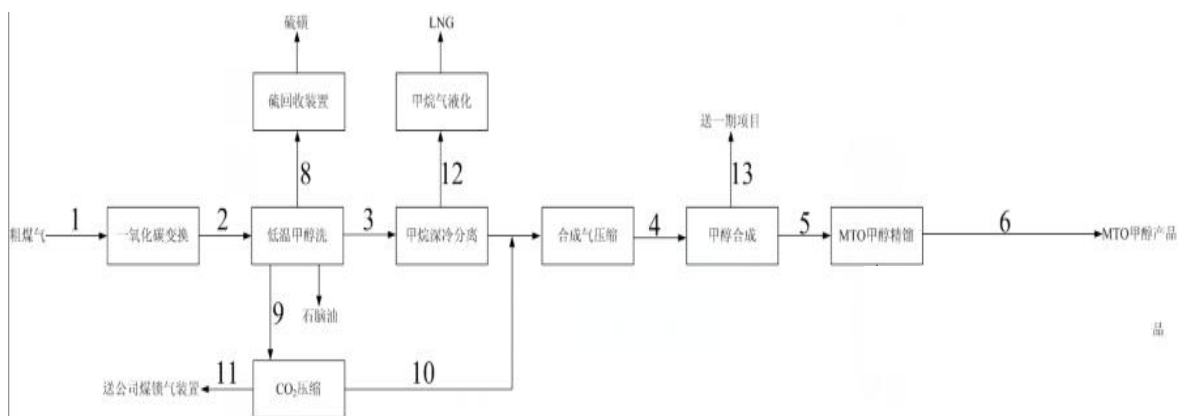 硫磺
LNG
硫回收装置
甲烷气液化
送一期项目
8
12
13
粗煤气
1
一氧化碳变换
2
低温甲醇洗
3
甲烷深冷分离
合成气压缩
4
甲醇合成
5
MTO甲醇精馏
6
MTO甲醇产品
9
石脑油
品
送公司煤锁气装置
11
CO₂压缩
10